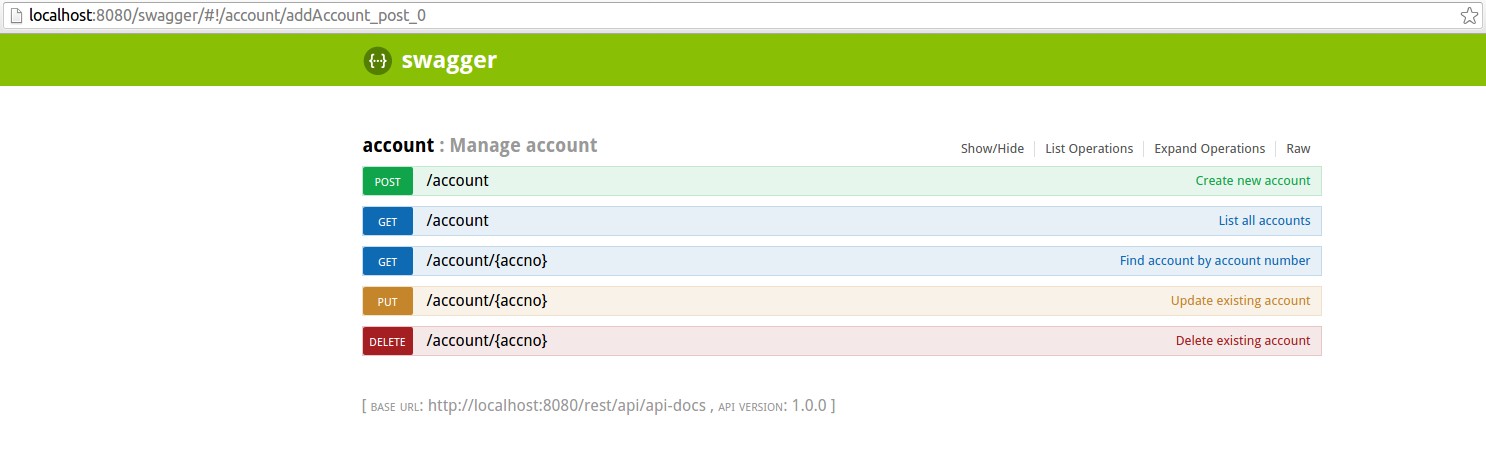 localhost:8080/swagger/#!/account/addAccount_post_0
{··} swagger
account : Manage account Show/Hide List Operations Expand Operations Raw
POST /account Create new account
GET /account List all accounts
GET /account/{accno} Find account by account number
PUT /account/{accno} Update existing account
DELETE /account/{accno} Delete existing account
[ BASE URL: http://localhost:8080/rest/api/api-docs , API VERSION: 1.0.0 ]